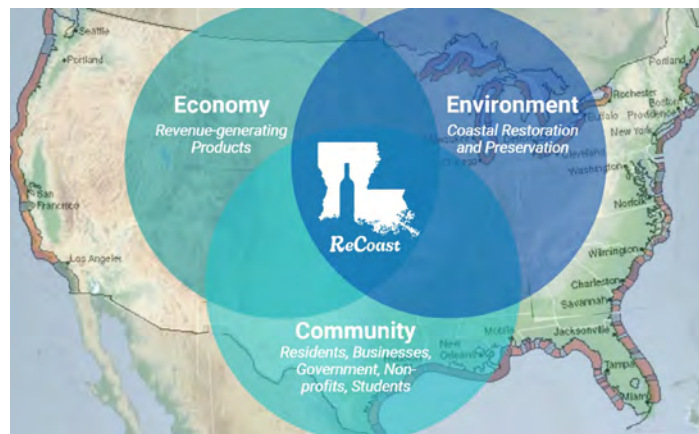 Seattle
Portland
Economy
Revenue-generating
Products
Environment
Coastal Restoration
and Preservation
Portland
Rochester
Boston
Buffalo
Providence
New York
Cleveland
Washington
Norfolk
San
Francisco
Los Angeles
ReCoast
Wilmington
Charleston
Savannah
Jacksonville
Mobile
New
Orleans
Tampa
Miami
Community
Residents, Businesses,
Government, Non-
profits, Students